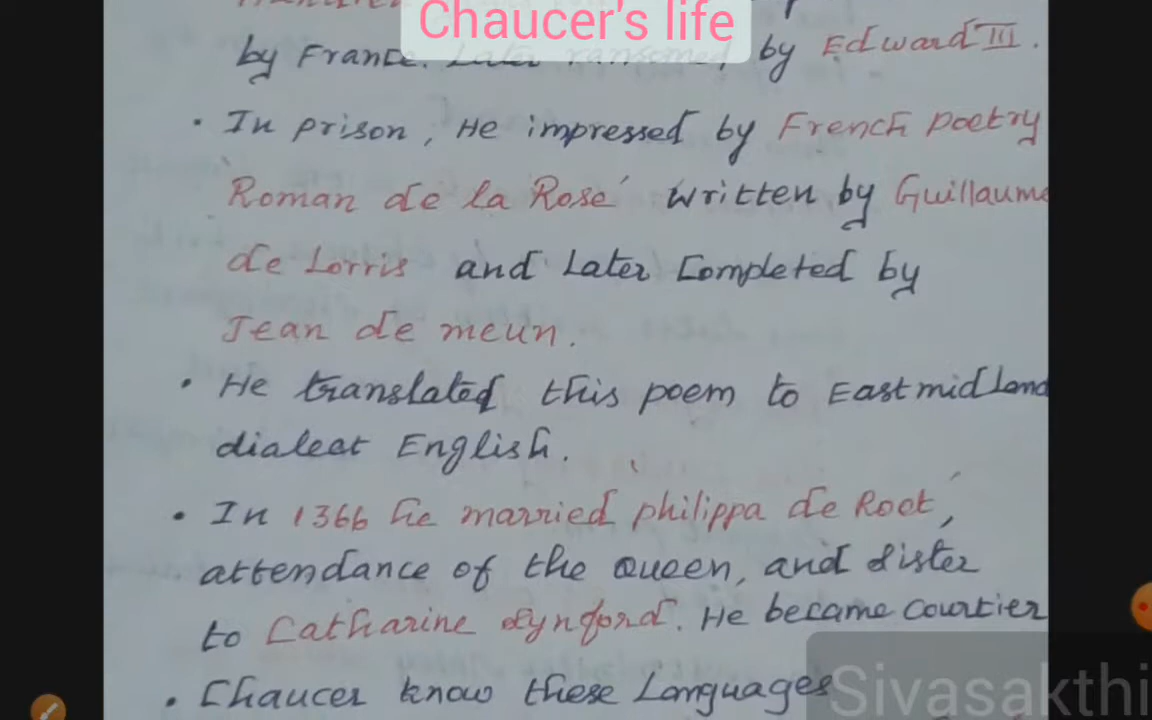 Chaucer's life
by France. Later ransomed by Edward III.
• In prison, He impressed by French poetry
'Roman de la Rose' written by Guillaume
de Lorris and Later Completed by
Jean de meun.
• He translated this poem to East midland
dialect English.
• In 1366 he married philippa de Roet,
attendance of the Queen, and sister
to Catharine Synford. He became courtier
• Chaucer know these Languages
Sivasakthi